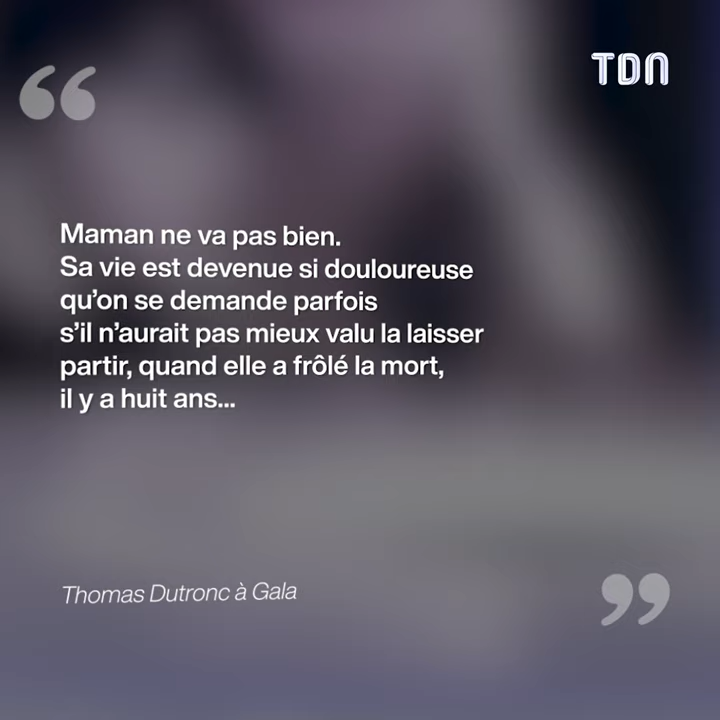 TDN
“
Maman ne va pas bien.
Sa vie est devenue si douloureuse
qu’on se demande parfois
s’il n’aurait pas mieux valu la laisser
partir, quand elle a frôlé la mort,
il y a huit ans...
Thomas Dutronc à Gala
”